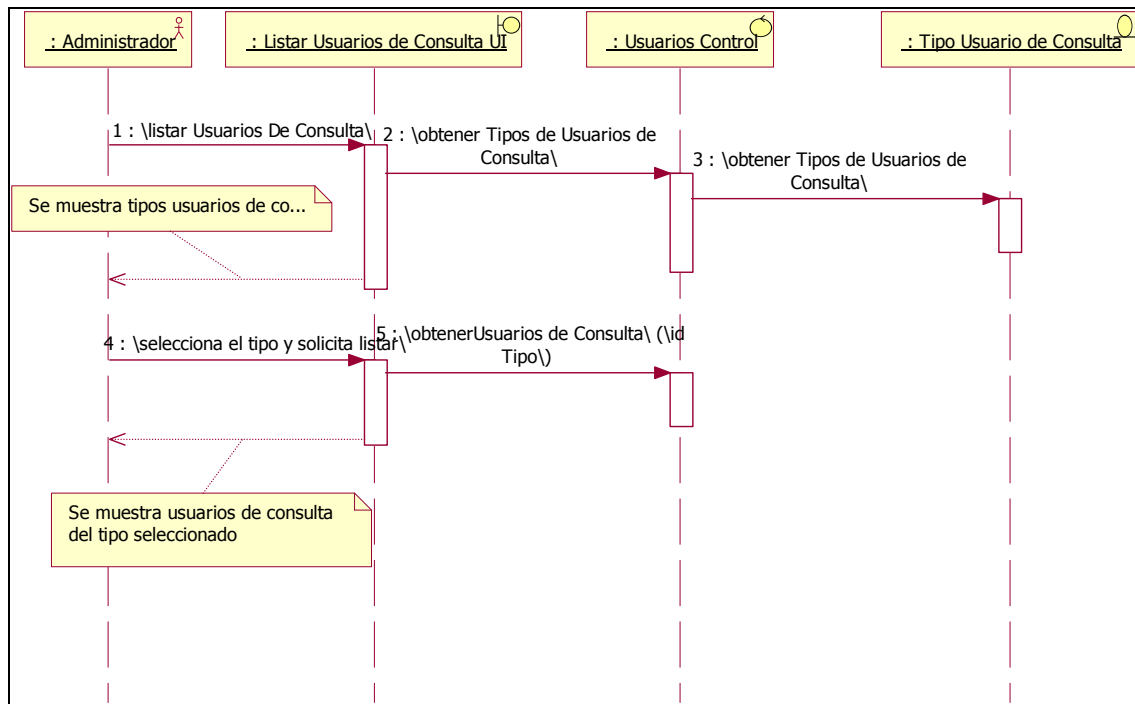 : Administrador
: Listar Usuarios de Consulta UI
: Usuarios Control
: Tipo Usuario de Consulta
1 : \listar Usuarios De Consulta\
2 : \obtener Tipos de Usuarios de
Consulta\
3 : \obtener Tipos de Usuarios de
Consulta\
Se muestra tipos usuarios de co...
4 : \selecciona el tipo y solicita listar\
5 : \obtenerUsuarios de Consulta\ (\id
Tipo\)
Se muestra usuarios de consulta
del tipo seleccionado